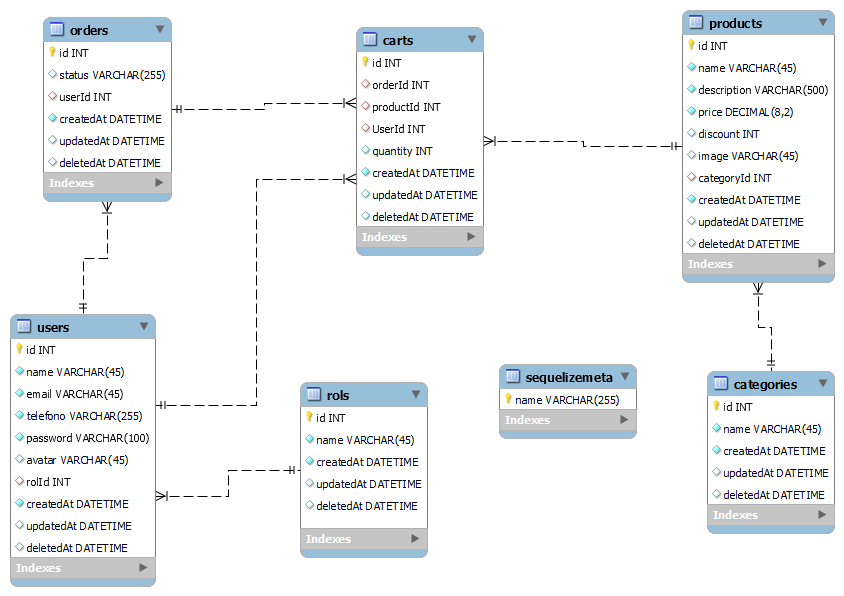 orders
id INT
status VARCHAR(255)
userId INT
createdAt DATETIME
updatedAt DATETIME
deletedAt DATETIME
Indexes
carts
id INT
orderId INT
productId INT
UserId INT
quantity INT
createdAt DATETIME
updatedAt DATETIME
deletedAt DATETIME
Indexes
products
id INT
name VARCHAR(45)
description VARCHAR(500)
price DECIMAL(8,2)
discount INT
image VARCHAR(45)
categoryId INT
createdAt DATETIME
updatedAt DATETIME
deletedAt DATETIME
Indexes
users
id INT
name VARCHAR(45)
email VARCHAR(45)
telefono VARCHAR(255)
password VARCHAR(100)
avatar VARCHAR(45)
rolId INT
createdAt DATETIME
updatedAt DATETIME
deletedAt DATETIME
Indexes
rols
id INT
name VARCHAR(45)
createdAt DATETIME
updatedAt DATETIME
deletedAt DATETIME
Indexes
sequelizemeta
name VARCHAR(255)
Indexes
categories
id INT
name VARCHAR(45)
createdAt DATETIME
updatedAt DATETIME
deletedAt DATETIME
Indexes